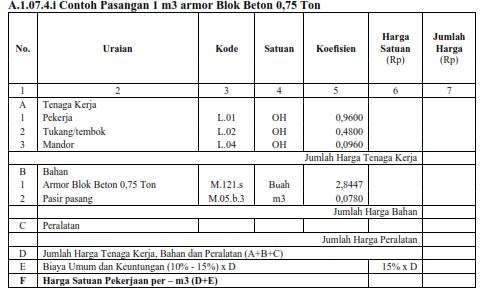 A.1.07.4.i Contoh Pasangan 1 m3 armor Blok Beton 0,75 Ton
No. Uraian Kode Satuan Koefisien Harga Satuan (Rp) Jumlah Harga (Rp)
1 2 3 4 5 6 7
A Tenaga Kerja
1 Pekerja L.01 OH 0,9600
2 Tukang/tembok L.02 OH 0,4800
3 Mandor L.04 OH 0,0960
Jumlah Harga Tenaga Kerja
B Bahan
1 Armor Blok Beton 0,75 Ton M.121.s Buah 2,8447
2 Pasir pasang M.05.b.3 m3 0,0780
Jumlah Harga Bahan
C Peralatan
Jumlah Harga Peralatan
D Jumlah Harga Tenaga Kerja, Bahan dan Peralatan (A+B+C)
E Biaya Umum dan Keuntungan (10% - 15%) x D 15% x D
F Harga Satuan Pekerjaan per – m3 (D+E)